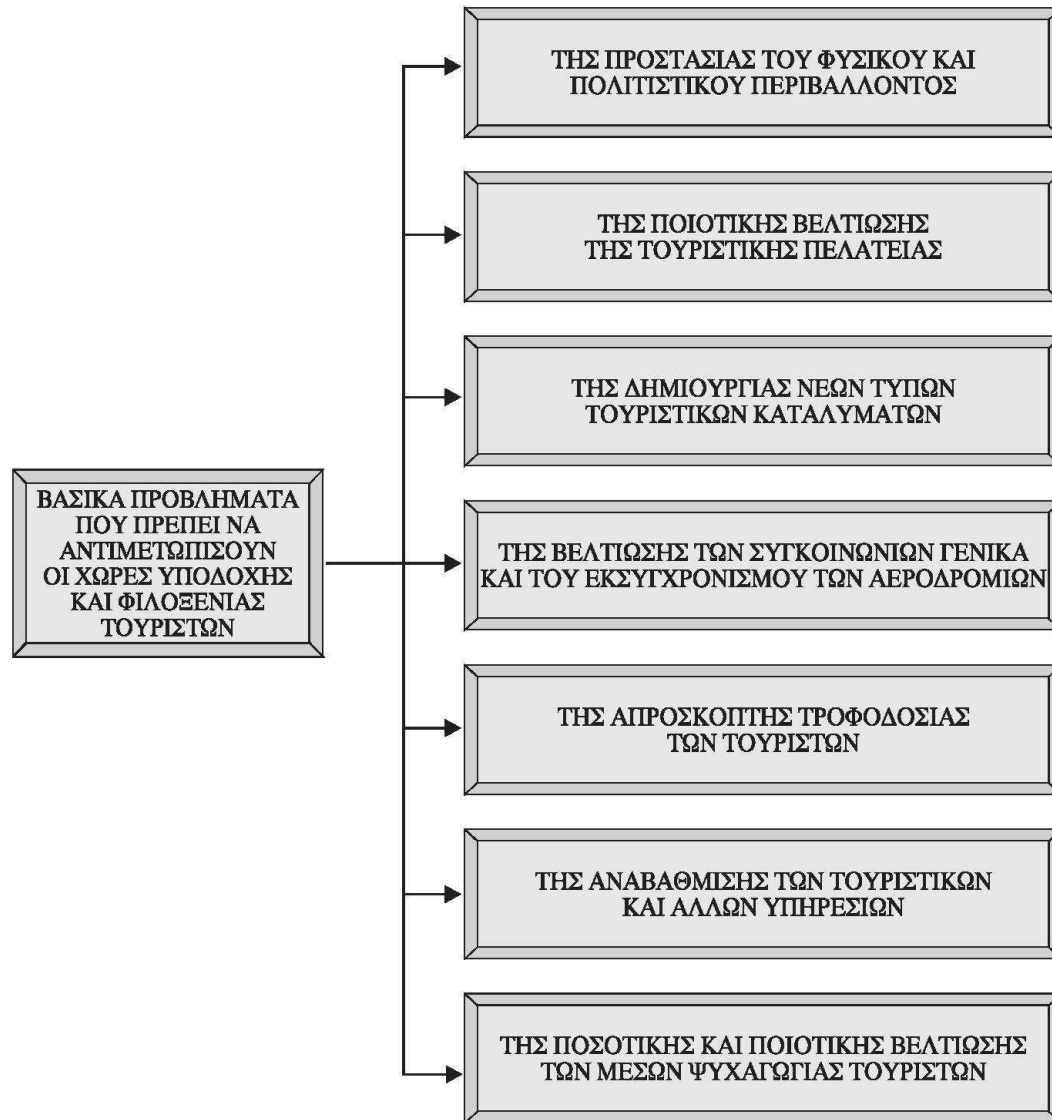 ΤΗΣ ΠΡΟΣΤΑΣΙΑΣ ΤΟΥ ΦΥΣΙΚΟΥ ΚΑΙ
ΠΟΛΙΤΙΣΤΙΚΟΥ ΠΕΡΙΒΑΛΛΟΝΤΟΣ
ΤΗΣ ΠΟΙΟΤΙΚΗΣ ΒΕΛΤΙΩΣΗΣ
ΤΗΣ ΤΟΥΡΙΣΤΙΚΗΣ ΠΕΛΑΤΕΙΑΣ
ΤΗΣ ΔΗΜΙΟΥΡΓΙΑΣ ΝΕΩΝ ΤΥΠΩΝ
ΤΟΥΡΙΣΤΙΚΩΝ ΚΑΤΑΛΥΜΑΤΩΝ
ΒΑΣΙΚΑ ΠΡΟΒΛΗΜΑΤΑ
ΠΟΥ ΠΡΕΠΕΙ ΝΑ
ΑΝΤΙΜΕΤΩΠΙΣΟΥΝ
ΟΙ ΧΩΡΕΣ ΥΠΟΔΟΧΗΣ
ΚΑΙ ΦΙΛΟΞΕΝΙΑΣ
ΤΟΥΡΙΣΤΩΝ
ΤΗΣ ΒΕΛΤΙΩΣΗΣ ΤΩΝ ΣΥΓΚΟΙΝΩΝΙΩΝ ΓΕΝΙΚΑ
ΚΑΙ ΤΟΥ ΕΚΣΥΓΧΡΟΝΙΣΜΟΥ ΤΩΝ ΑΕΡΟΔΡΟΜΙΩΝ
ΤΗΣ ΑΠΡΟΣΚΟΠΤΗΣ ΤΡΟΦΟΔΟΣΙΑΣ
ΤΩΝ ΤΟΥΡΙΣΤΩΝ
ΤΗΣ ΑΝΑΒΑΘΜΙΣΗΣ ΤΩΝ ΤΟΥΡΙΣΤΙΚΩΝ
ΚΑΙ ΑΛΛΩΝ ΥΠΗΡΕΣΙΩΝ
ΤΗΣ ΠΟΣΟΤΙΚΗΣ ΚΑΙ ΠΟΙΟΤΙΚΗΣ ΒΕΛΤΙΩΣΗΣ
ΤΩΝ ΜΕΣΩΝ ΨΥΧΑΓΩΓΙΑΣ ΤΟΥΡΙΣΤΩΝ